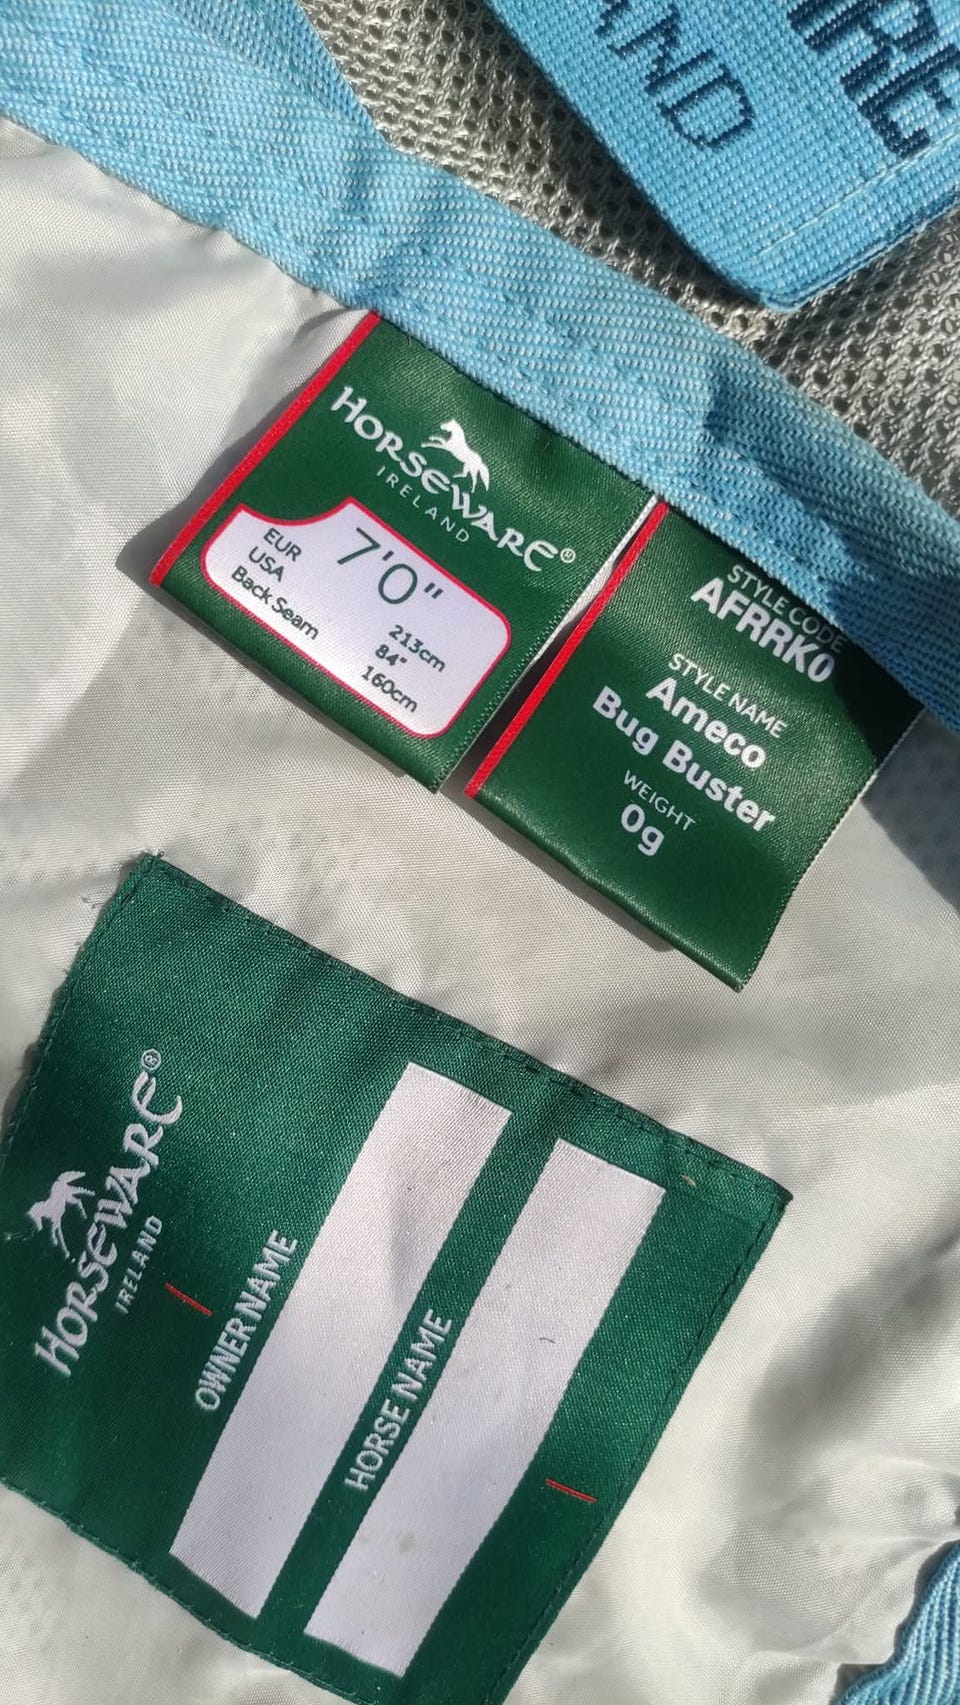 HORSEWARE®
IRELAND
7'0"
EUR 213cm
USA 84"
Back Seam 160cm
STYLE CODE
AFRRK0
STYLE NAME
Ameco
Bug Buster
WEIGHT
0g
HORSEWARE®
IRELAND
OWNER NAME
HORSE NAME